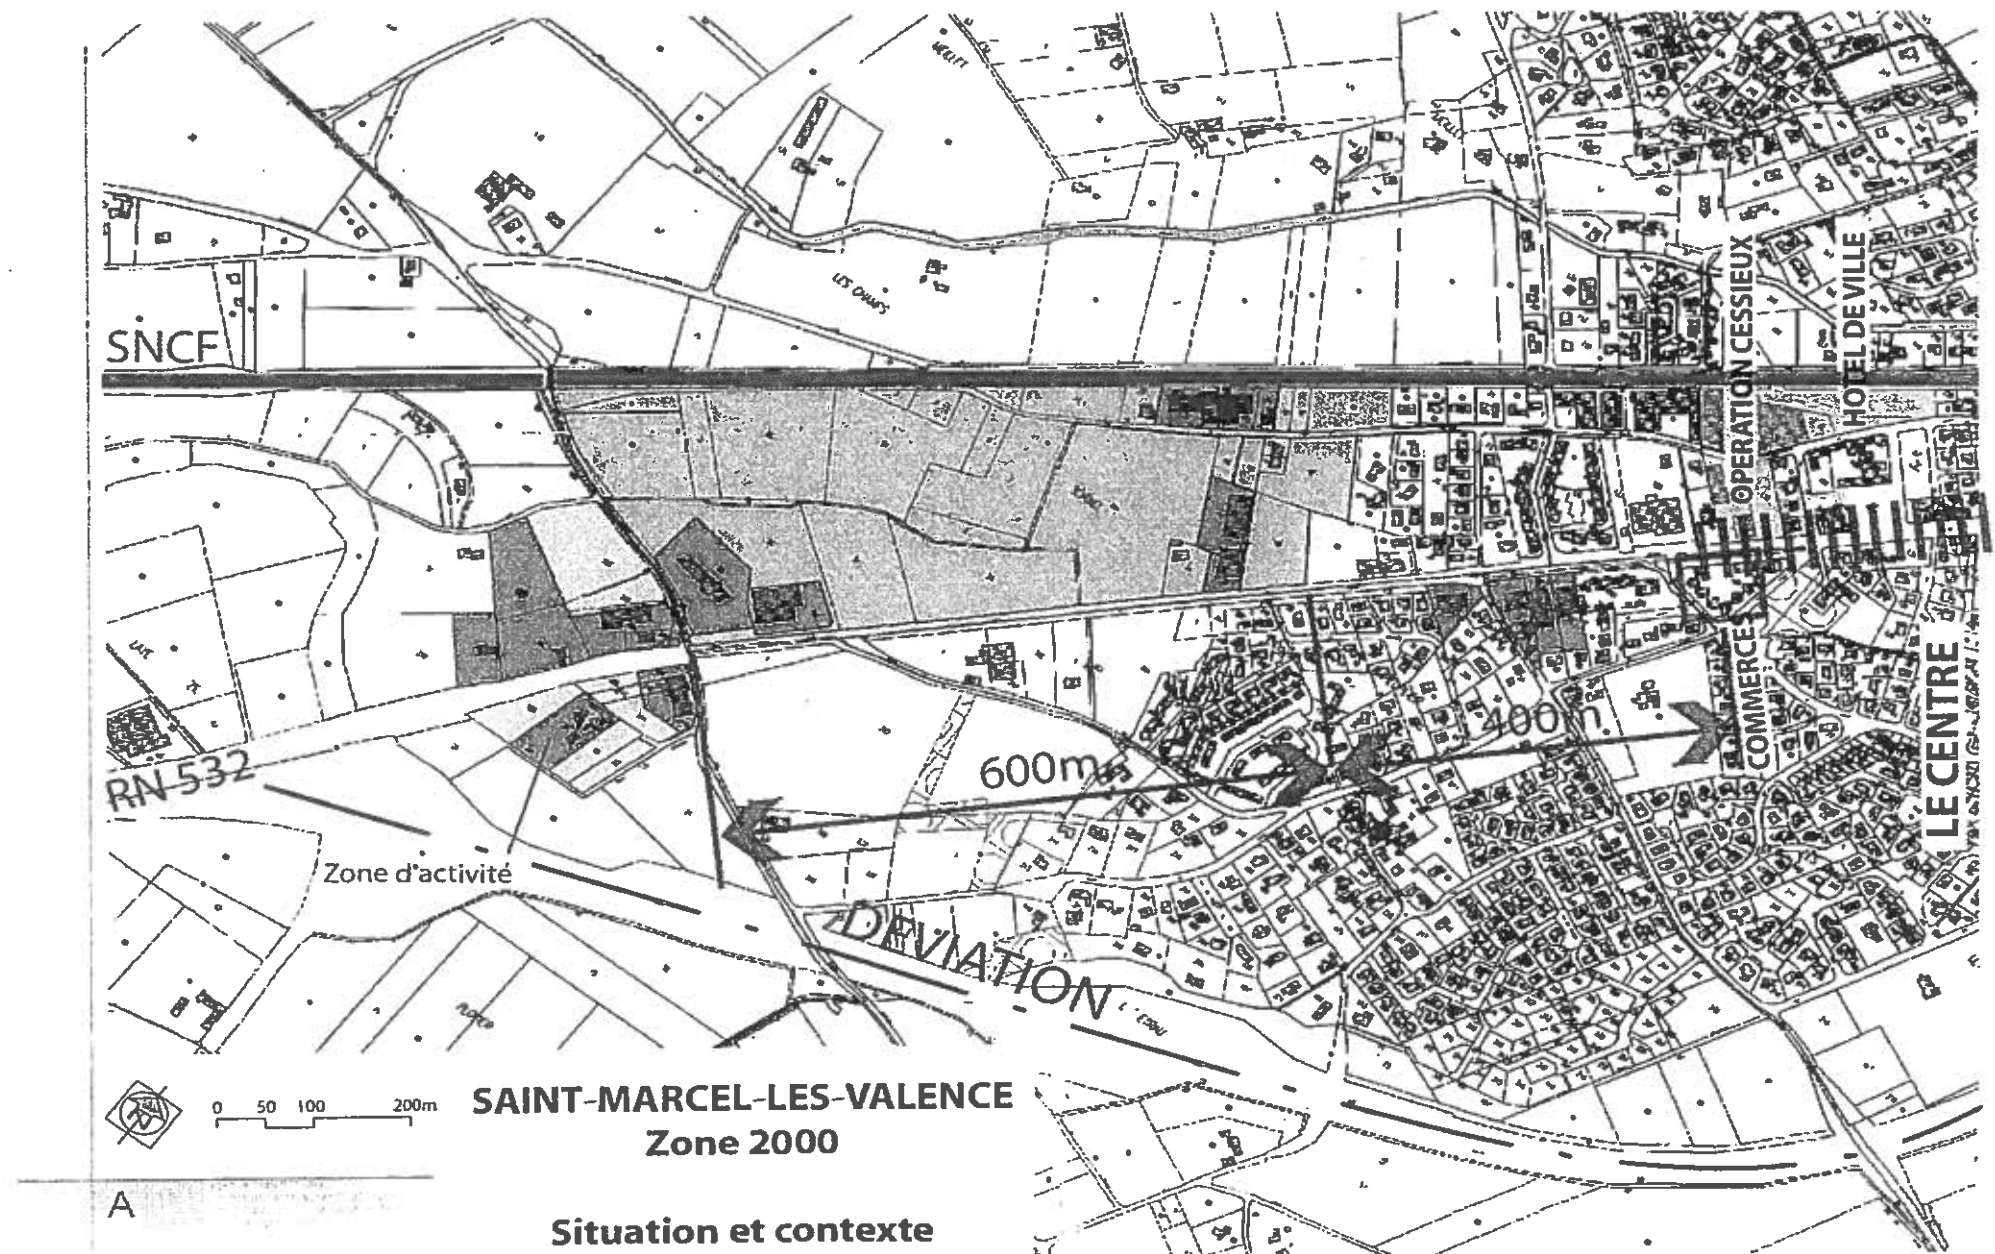 LES CHAMPS
SNCF
OPERATION CESSIEUX
HOTEL DE VILLE
COMMERCES
LE CENTRE
400m
600m
RN 532
Zone d'activité
DEVIATION
0 50 100 200m
SAINT-MARCEL-LES-VALENCE
Zone 2000
A
Situation et contexte